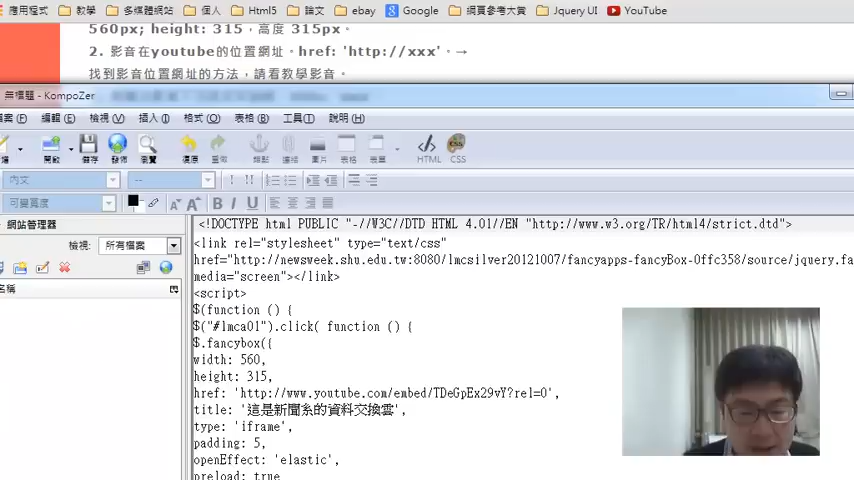 應用程式 教學 多媒體網站 個人 Html5 論文 ebay Google 網頁參考大賞 Jquery UI YouTube
560px; height: 315，高度 315px。
2. 影音在youtube的位置網址。href: 'http://xxx'。→
找到影音位置網址的方法，請看教學影音。
無標題 - KompoZer
檔案(F) 編輯(E) 檢視(V) 插入(I) 格式(O) 表格(B) 工具(T) 說明(H)
開啟 儲存 發佈 瀏覽 復原 重做 錨點 連結 圖片 表格 表單 HTML CSS
內文
可變寬度 B I U
網站管理器
檢視: 所有檔案
名稱
<!DOCTYPE html PUBLIC "-//W3C//DTD HTML 4.01//EN "http://www.w3.org/TR/html4/strict.dtd">
<link rel="stylesheet" type="text/css"
href="http://newsweek.shu.edu.tw:8080/lmcsilver20121007/fancyapps-fancyBox-0ffc358/source/jquery.fa
media="screen"></link>
<script>
$(function () {
$("#lmca01").click( function () {
$.fancybox({
width: 560,
height: 315,
href: 'http://www.youtube.com/embed/TDeGpEx29vY?rel=0',
title: '這是新聞系的資料交換雲',
type: 'iframe',
padding: 5,
openEffect: 'elastic',
preload: true